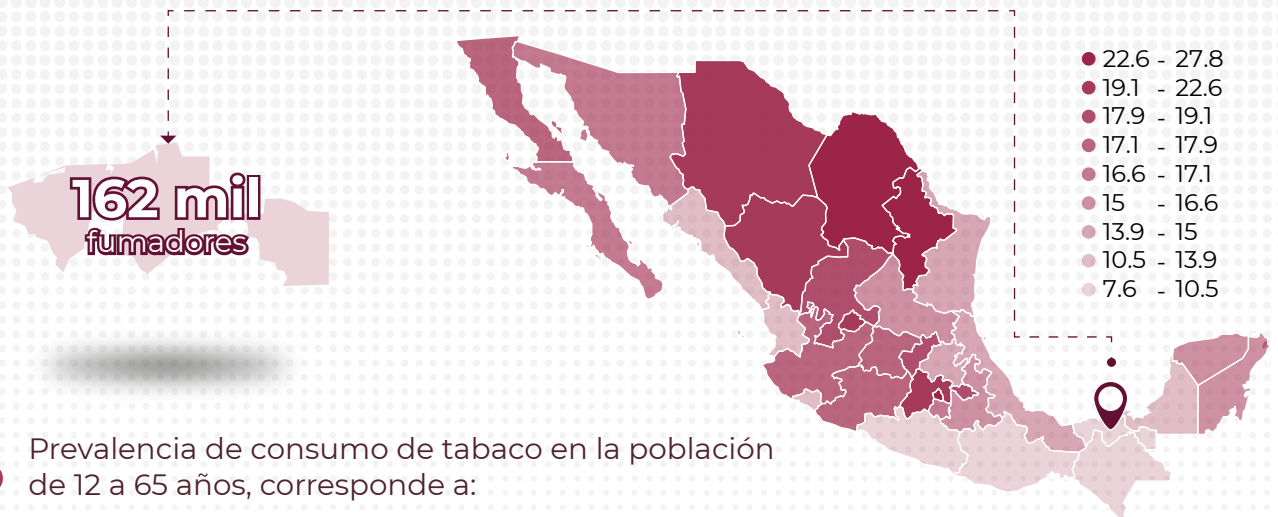 162 mil
fumadores
22.6 - 27.8
19.1 - 22.6
17.9 - 19.1
17.1 - 17.9
16.6 - 17.1
15 - 16.6
13.9 - 15
10.5 - 13.9
7.6 - 10.5
Prevalencia de consumo de tabaco en la población
de 12 a 65 años, corresponde a: